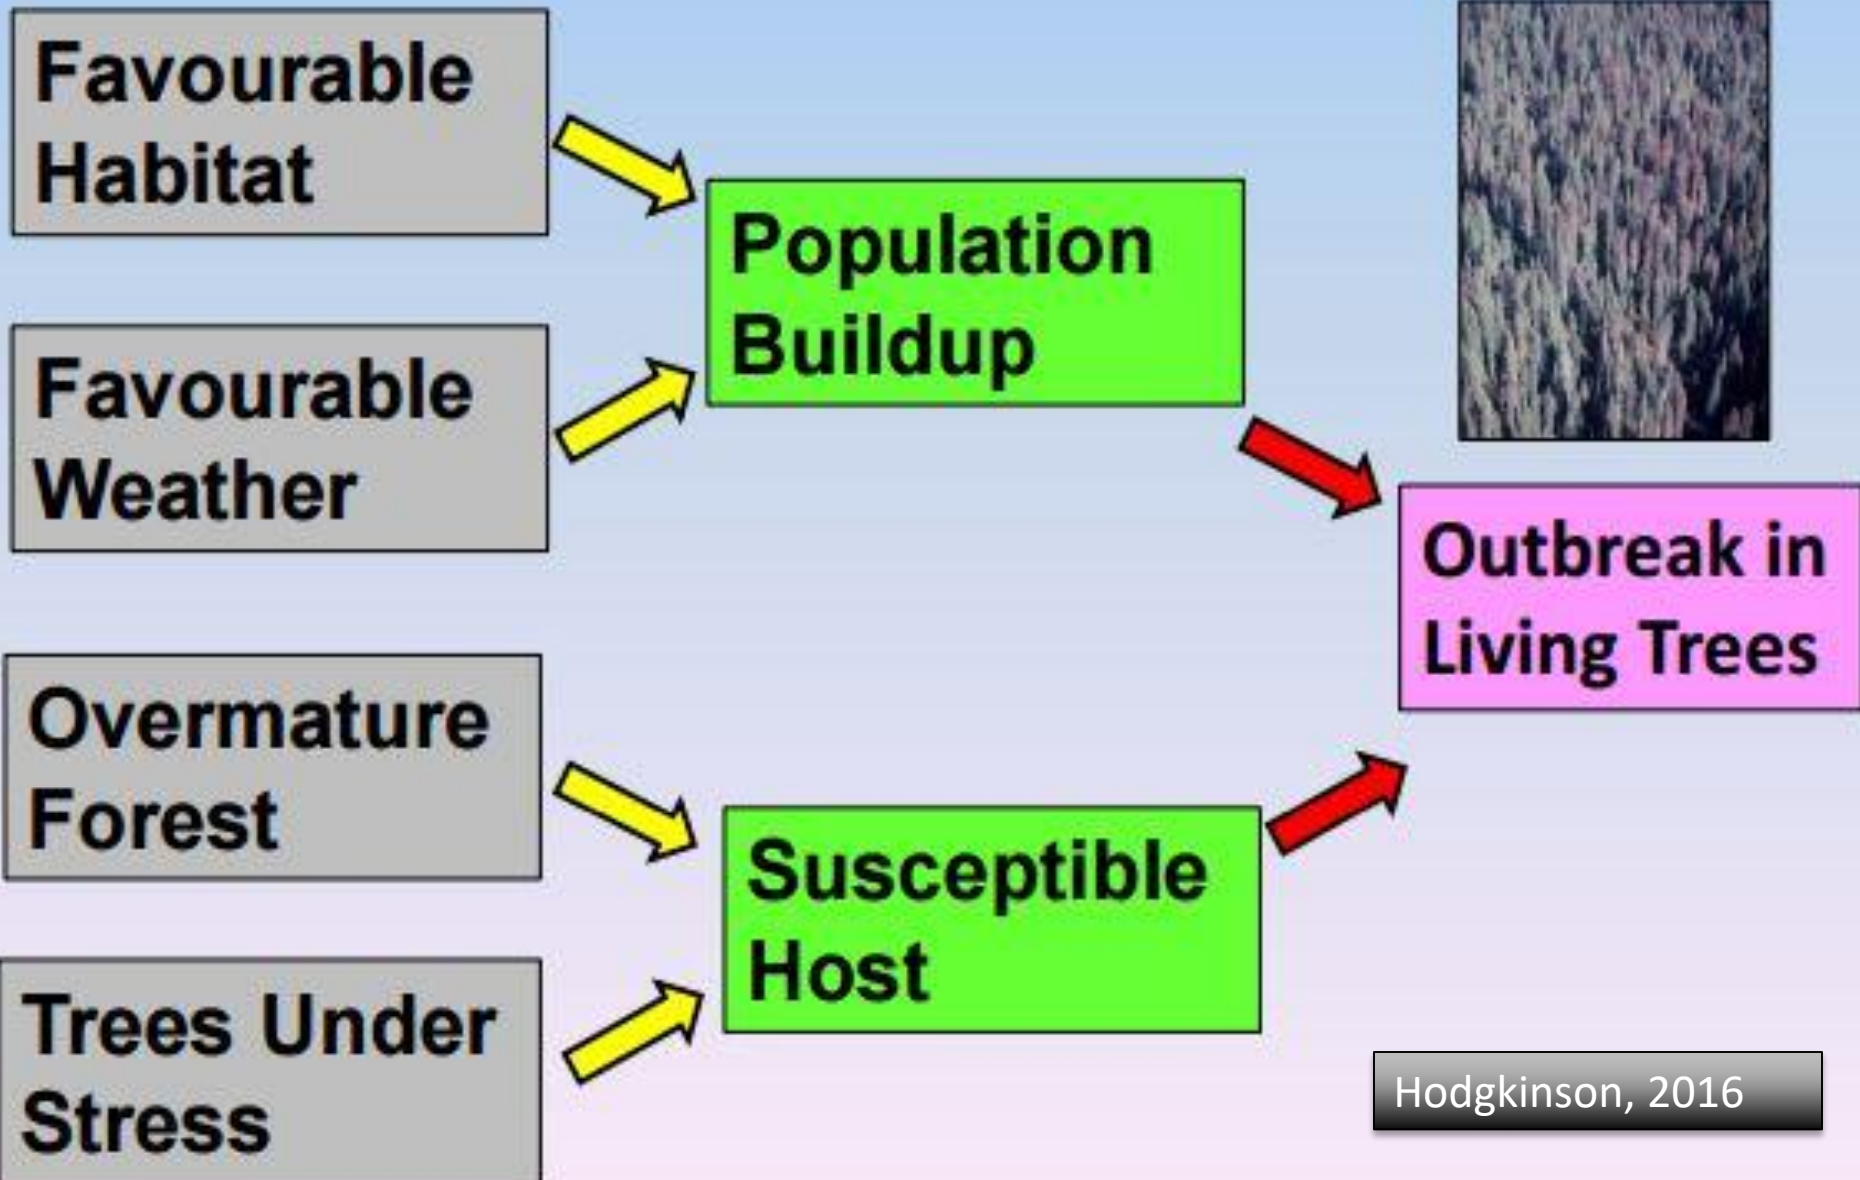 Favourable
Habitat
Favourable
Weather
Population
Buildup
Overmature
Forest
Trees Under
Stress
Susceptible
Host
Outbreak in
Living Trees
Hodgkinson, 2016